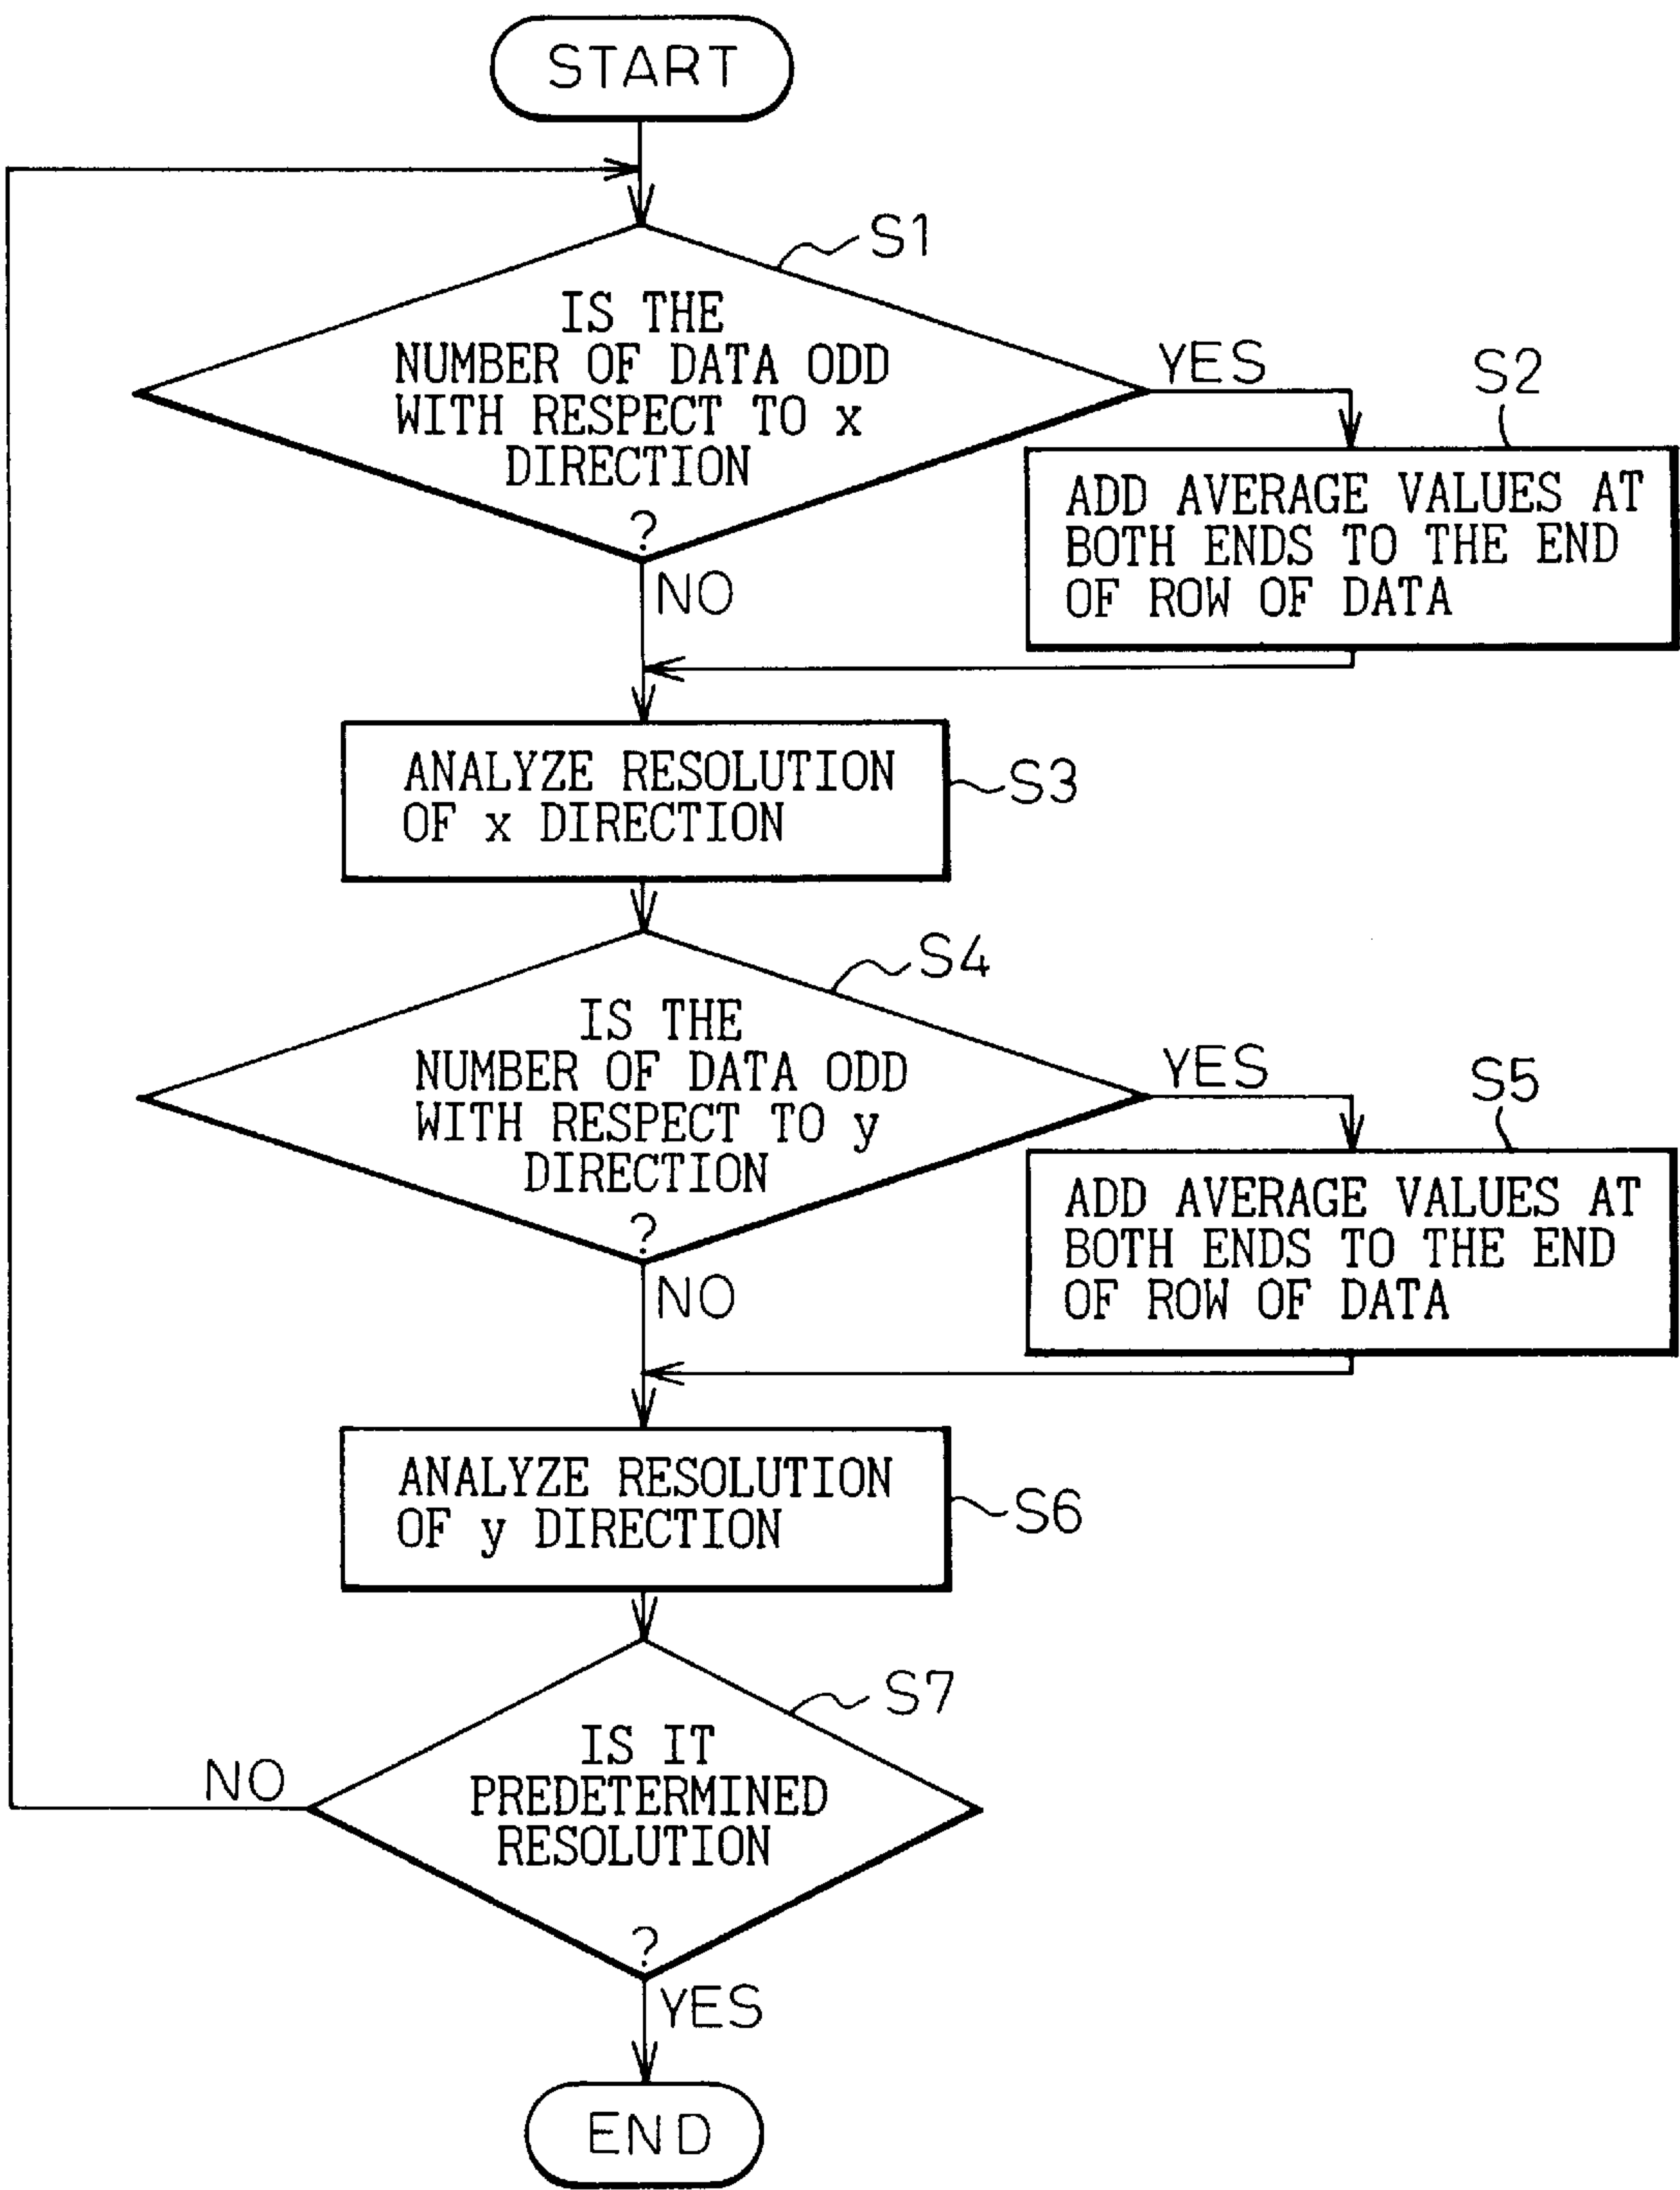 START
S1
IS THE
NUMBER OF DATA ODD
WITH RESPECT TO x
DIRECTION
?
YES
S2
ADD AVERAGE VALUES AT
BOTH ENDS TO THE END
OF ROW OF DATA
NO
ANALYZE RESOLUTION
OF x DIRECTION
S3
S4
IS THE
NUMBER OF DATA ODD
WITH RESPECT TO y
DIRECTION
?
YES
S5
ADD AVERAGE VALUES AT
BOTH ENDS TO THE END
OF ROW OF DATA
NO
ANALYZE RESOLUTION
OF y DIRECTION
S6
S7
IS IT
PREDETERMINED
RESOLUTION
?
NO
YES
END